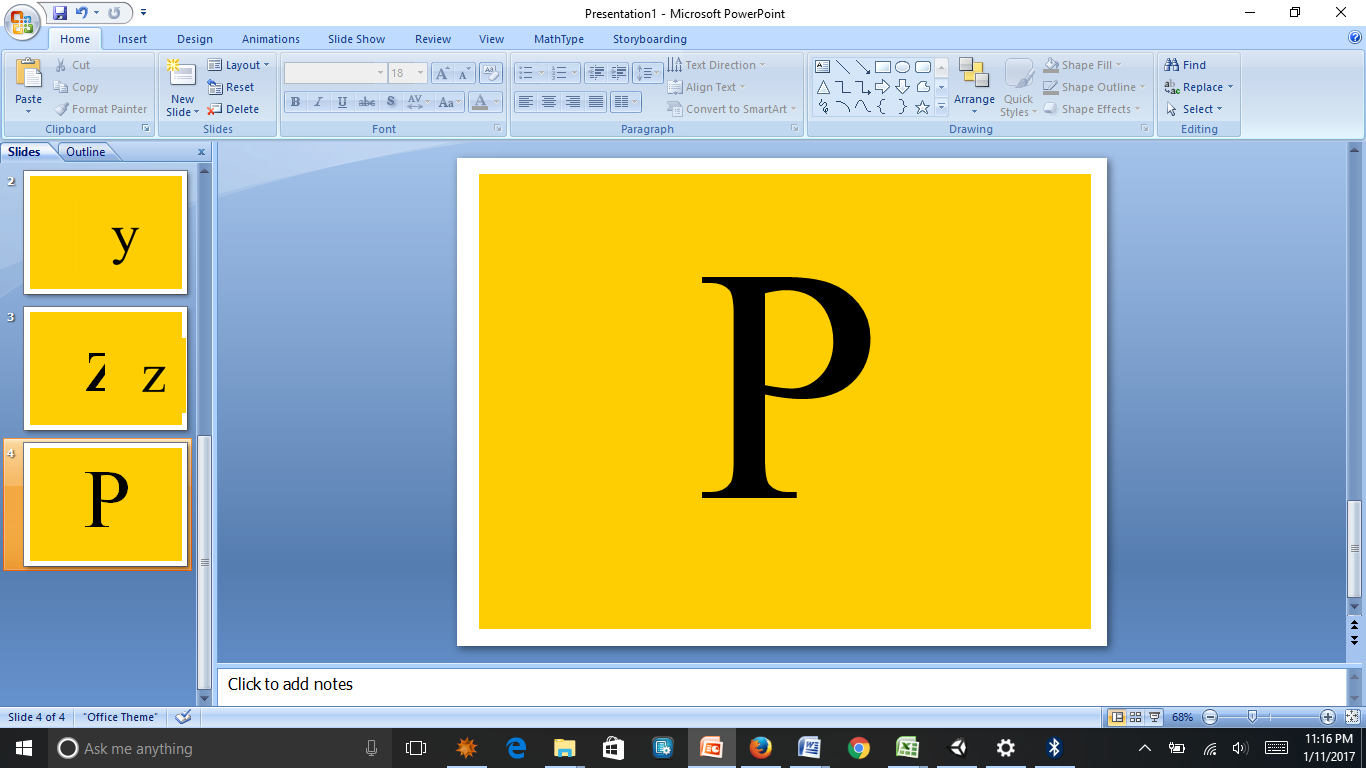 Presentation1 - Microsoft PowerPoint
Home Insert Design Animations Slide Show Review View MathType Storyboarding
Paste
Cut
Copy
Format Painter
Clipboard
New Slide
Layout
Reset
Delete
Slides
18
B I U abc S AV Aa A
Font
Text Direction
Align Text
Convert to SmartArt
Paragraph
Arrange
Quick Styles
Shape Fill
Shape Outline
Shape Effects
Drawing
Find
Replace
Select
Editing
Slides Outline x
2
y
3
Z z
4
P
P
Click to add notes
Slide 4 of 4 "Office Theme" 68%
Ask me anything
11:16 PM
1/11/2017